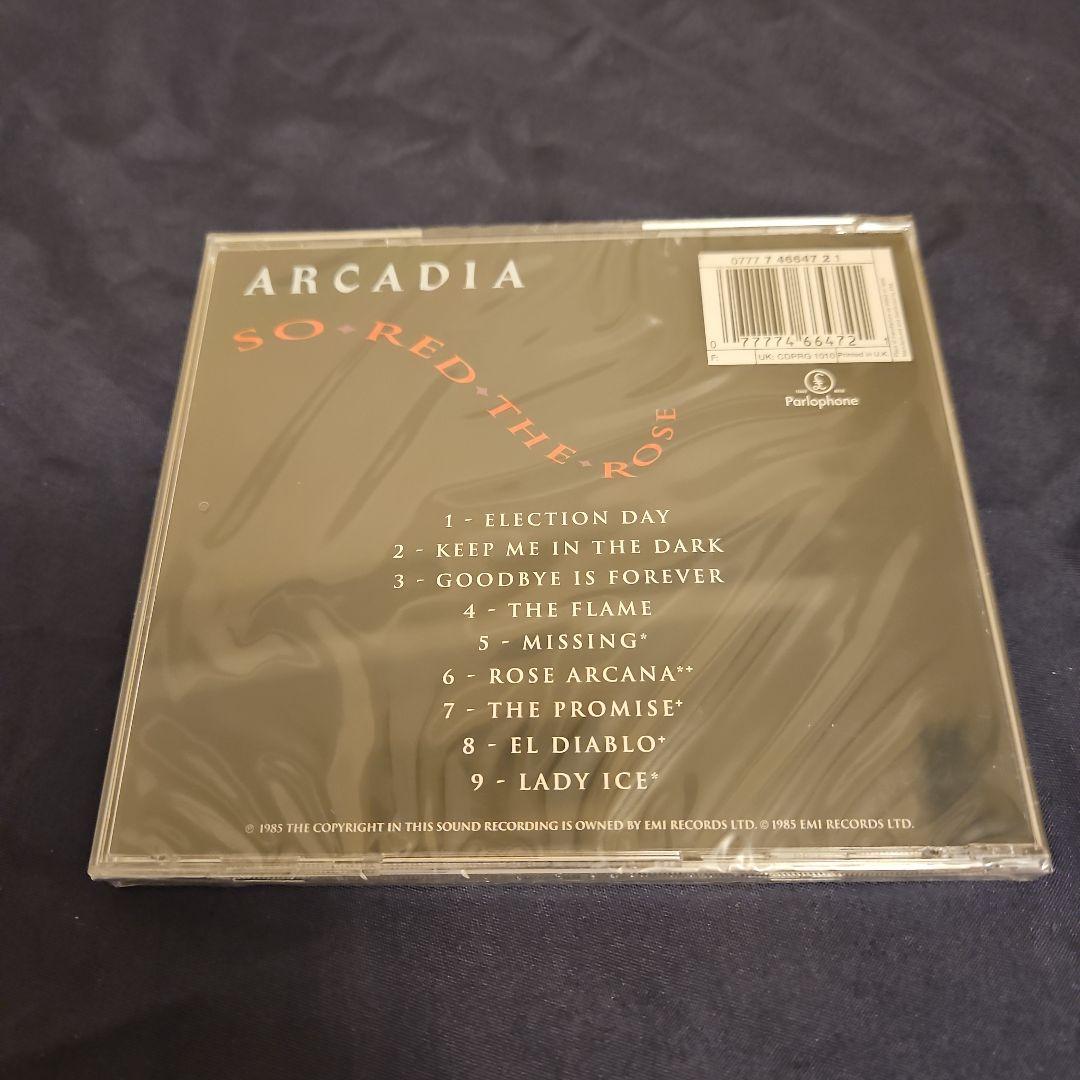 ARCADIA
SO RED THE ROSE
0777 7 46647 2 1
0 77774 66472 1
F:
UK: CDPRG 1010
Printed in U.K.
Parlophone
1 - ELECTION DAY
2 - KEEP ME IN THE DARK
3 - GOODBYE IS FOREVER
4 - THE FLAME
5 - MISSING*
6 - ROSE ARCANA*+
7 - THE PROMISE+
8 - EL DIABLO+
9 - LADY ICE*
℗ 1985 THE COPYRIGHT IN THIS SOUND RECORDING IS OWNED BY EMI RECORDS LTD. © 1985 EMI RECORDS LTD.